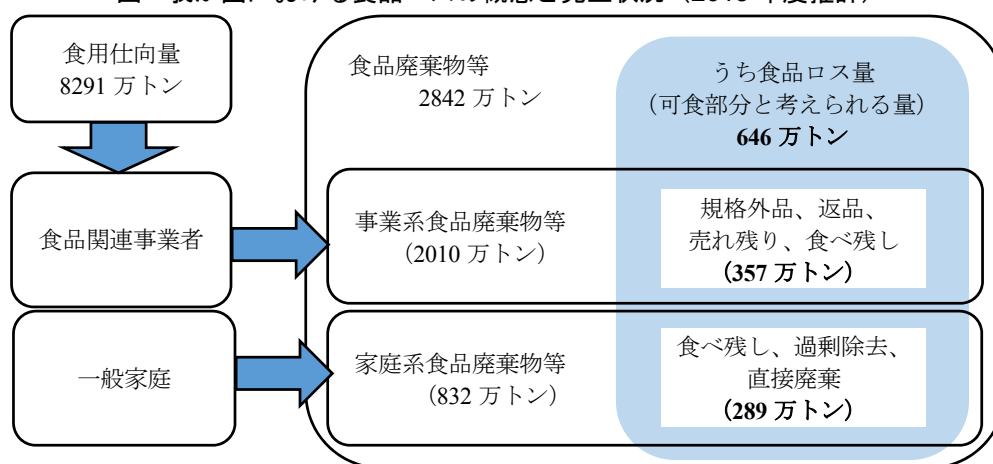 食用仕向量
8291 万トン
食品廃棄物等
2842 万トン
うち食品ロス量
(可食部分と考えられる量)
646 万トン
食品関連事業者
事業系食品廃棄物等
(2010 万トン)
規格外品、返品、
売れ残り、食べ残し
(357 万トン)
一般家庭
家庭系食品廃棄物等
(832 万トン)
食べ残し、過剰除去、
直接廃棄
(289 万トン)